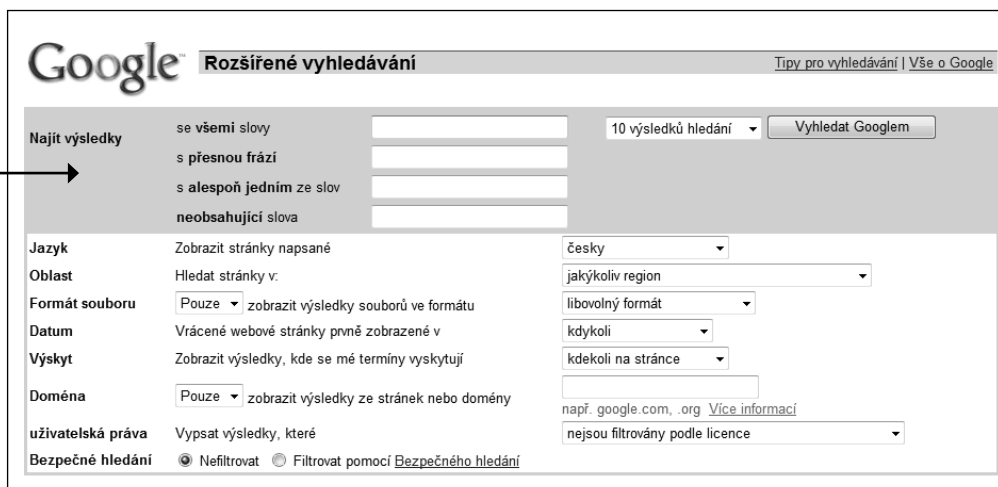 Google™ Rozšířené vyhledávání Tipy pro vyhledávání | Vše o Google
Najít výsledky se všemi slovy 10 výsledků hledání Vyhledat Googlem
s přesnou frází
s alespoň jedním ze slov
neobsahující slova
Jazyk Zobrazit stránky napsané česky
Oblast Hledat stránky v: jakýkoliv region
Formát souboru Pouze zobrazit výsledky souborů ve formátu libovolný formát
Datum Vrácené webové stránky prvně zobrazené v kdykoli
Výskyt Zobrazit výsledky, kde se mé termíny vyskytují kdekoli na stránce
Doména Pouze zobrazit výsledky ze stránek nebo domény
např. google.com, .org Více informací
uživatelská práva Vypsat výsledky, které nejsou filtrovány podle licence
Bezpečné hledání Nefiltrovat Filtrovat pomocí Bezpečného hledání